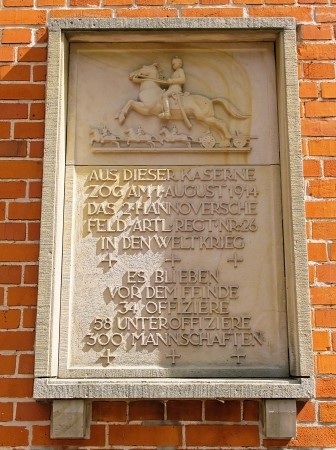 AUS DIESER KASERNE
ZOG AM 1. AUGUST 1914
DAS 2. HANNOVERSCHE
FELD-ARTL. REGT. NR. 26
IN DEN WELTKRIEG
ES BLIEBEN
VOR DEM FEINDE
34 OFFIZIERE
58 UNTEROFFIZIERE
300 MANNSCHAFTEN